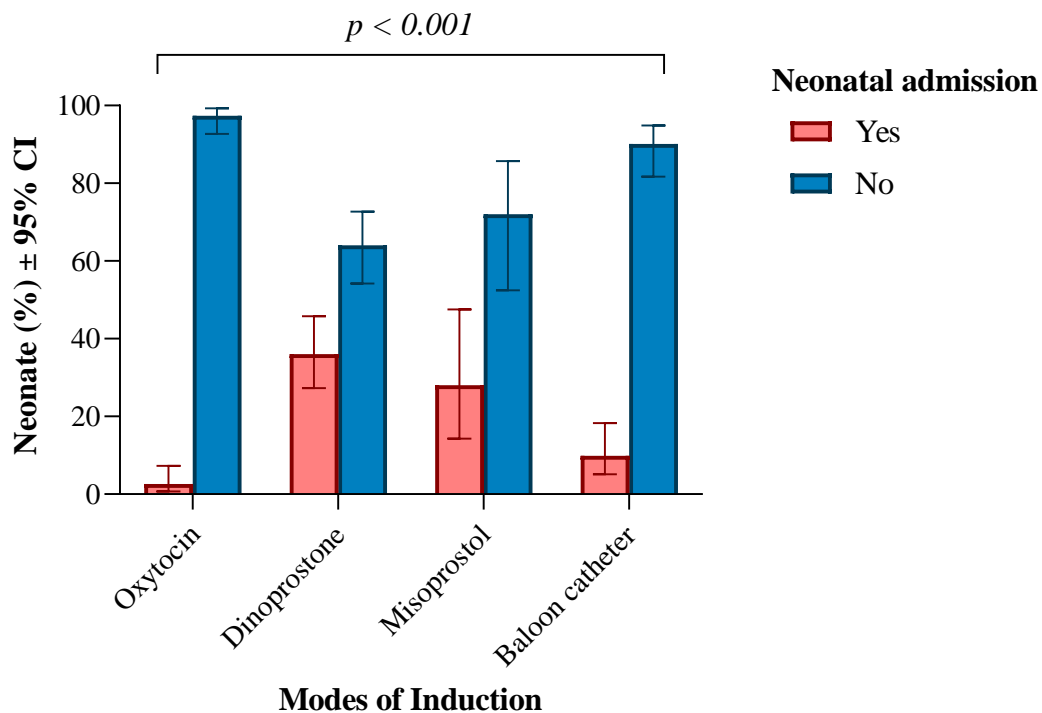 p < 0.001
Neonatal admission
Yes
No
Neonate (%) ± 95% CI
100
80
60
40
20
0
Oxytocin
Dinoprostone
Misoprostol
Baloon catheter
Modes of Induction